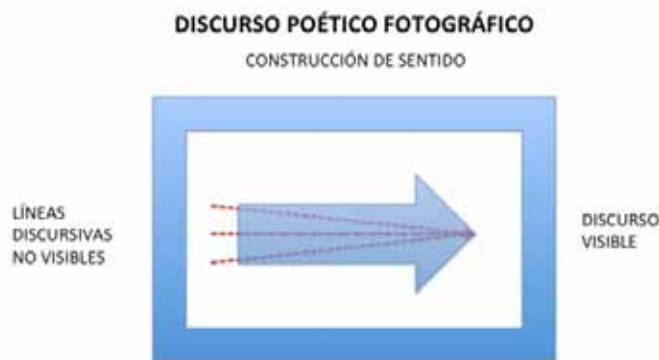 DISCURSO POÉTICO FOTOGRÁFICO
CONSTRUCCIÓN DE SENTIDO
LÍNEAS
DISCURSIVAS
NO VISIBLES
DISCURSO
VISIBLE